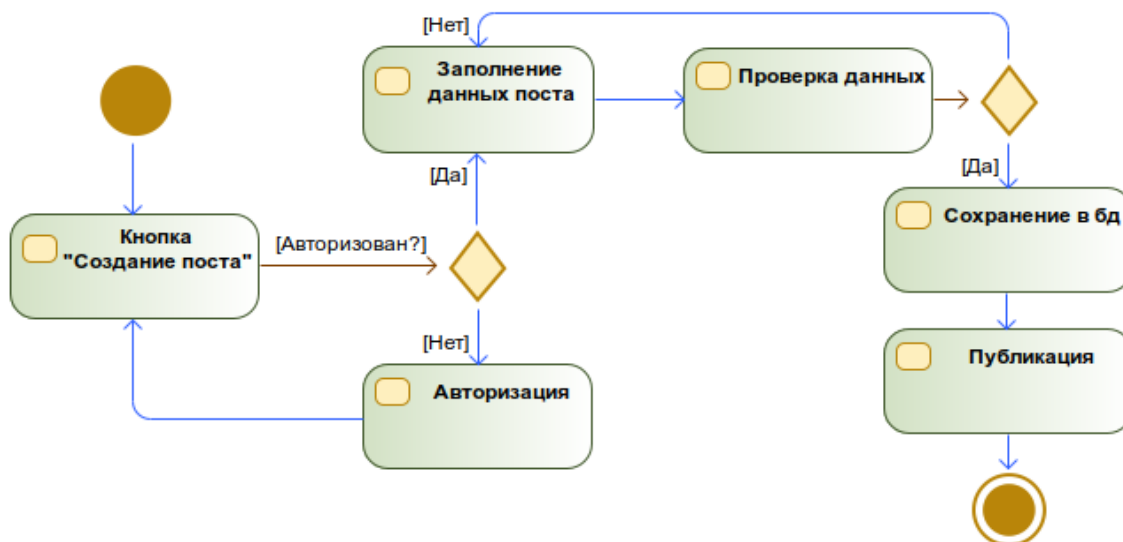 [Нет]
Заполнение
данных поста
Проверка данных
[Да]
[Да]
Кнопка
"Создание поста"
[Авторизован?]
Сохранение в бд
[Нет]
Авторизация
Публикация